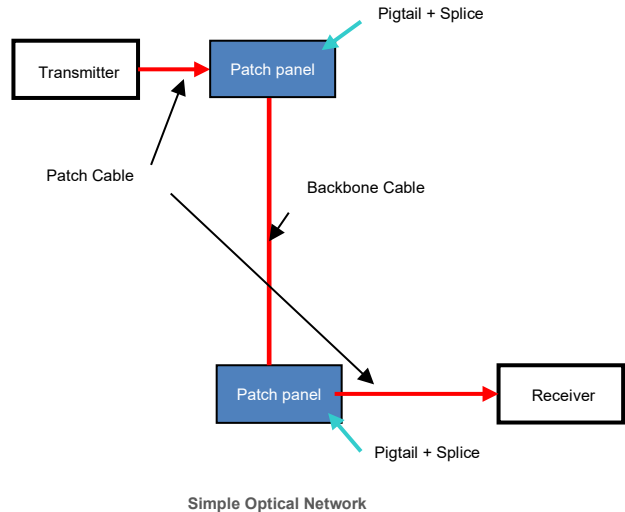 Pigtail + Splice
Transmitter
Patch panel
Patch Cable
Backbone Cable
Patch panel
Receiver
Pigtail + Splice
Simple Optical Network